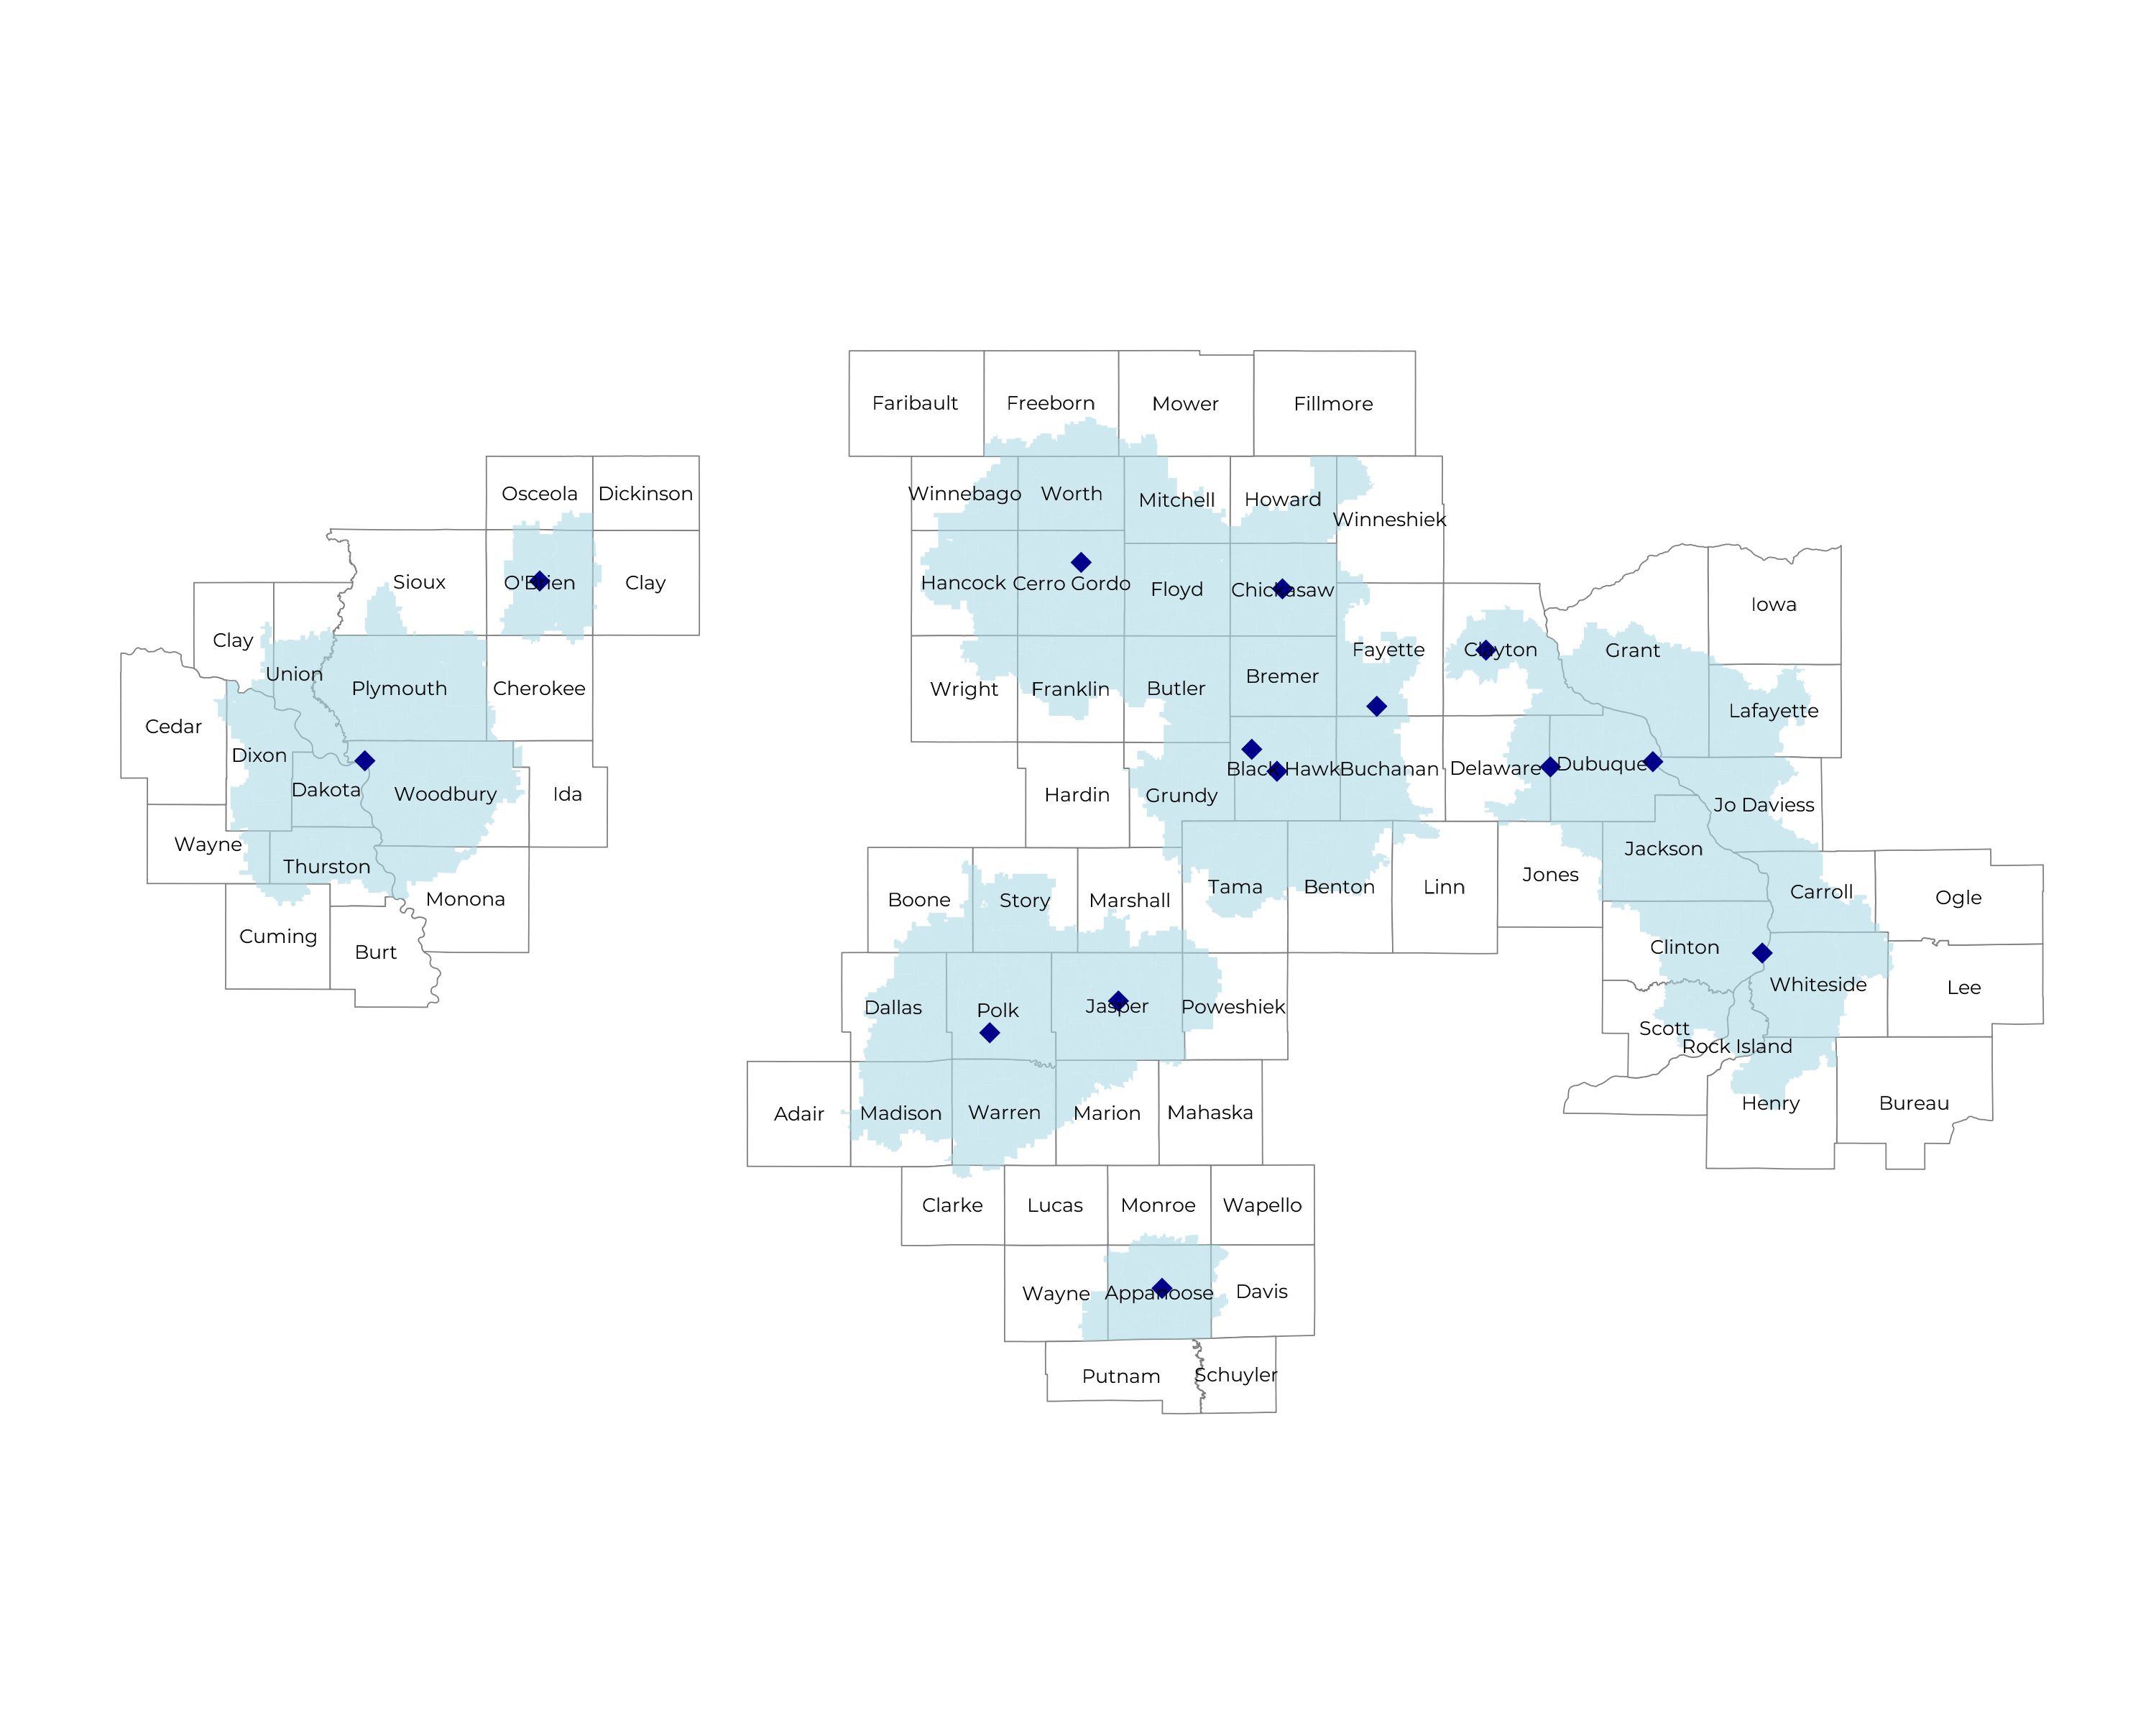 Faribault
Freeborn
Mower
Fillmore
Osceola
Dickinson
Winnebago
Worth
Mitchell
Howard
Winneshiek
Sioux
O'Brien
Clay
Hancock
Cerro Gordo
Floyd
Chickasaw
Iowa
Clay
Union
Plymouth
Cherokee
Wright
Franklin
Butler
Bremer
Fayette
Clayton
Grant
Lafayette
Cedar
Dixon
Dakota
Woodbury
Ida
Hardin
Grundy
Black Hawk
Buchanan
Delaware
Dubuque
Jo Daviess
Wayne
Thurston
Monona
Boone
Story
Marshall
Tama
Benton
Linn
Jones
Jackson
Carroll
Ogle
Cuming
Burt
Dallas
Polk
Jasper
Poweshiek
Clinton
Whiteside
Lee
Scott
Rock Island
Adair
Madison
Warren
Marion
Mahaska
Henry
Bureau
Clarke
Lucas
Monroe
Wapello
Wayne
Appanoose
Davis
Putnam
Schuyler